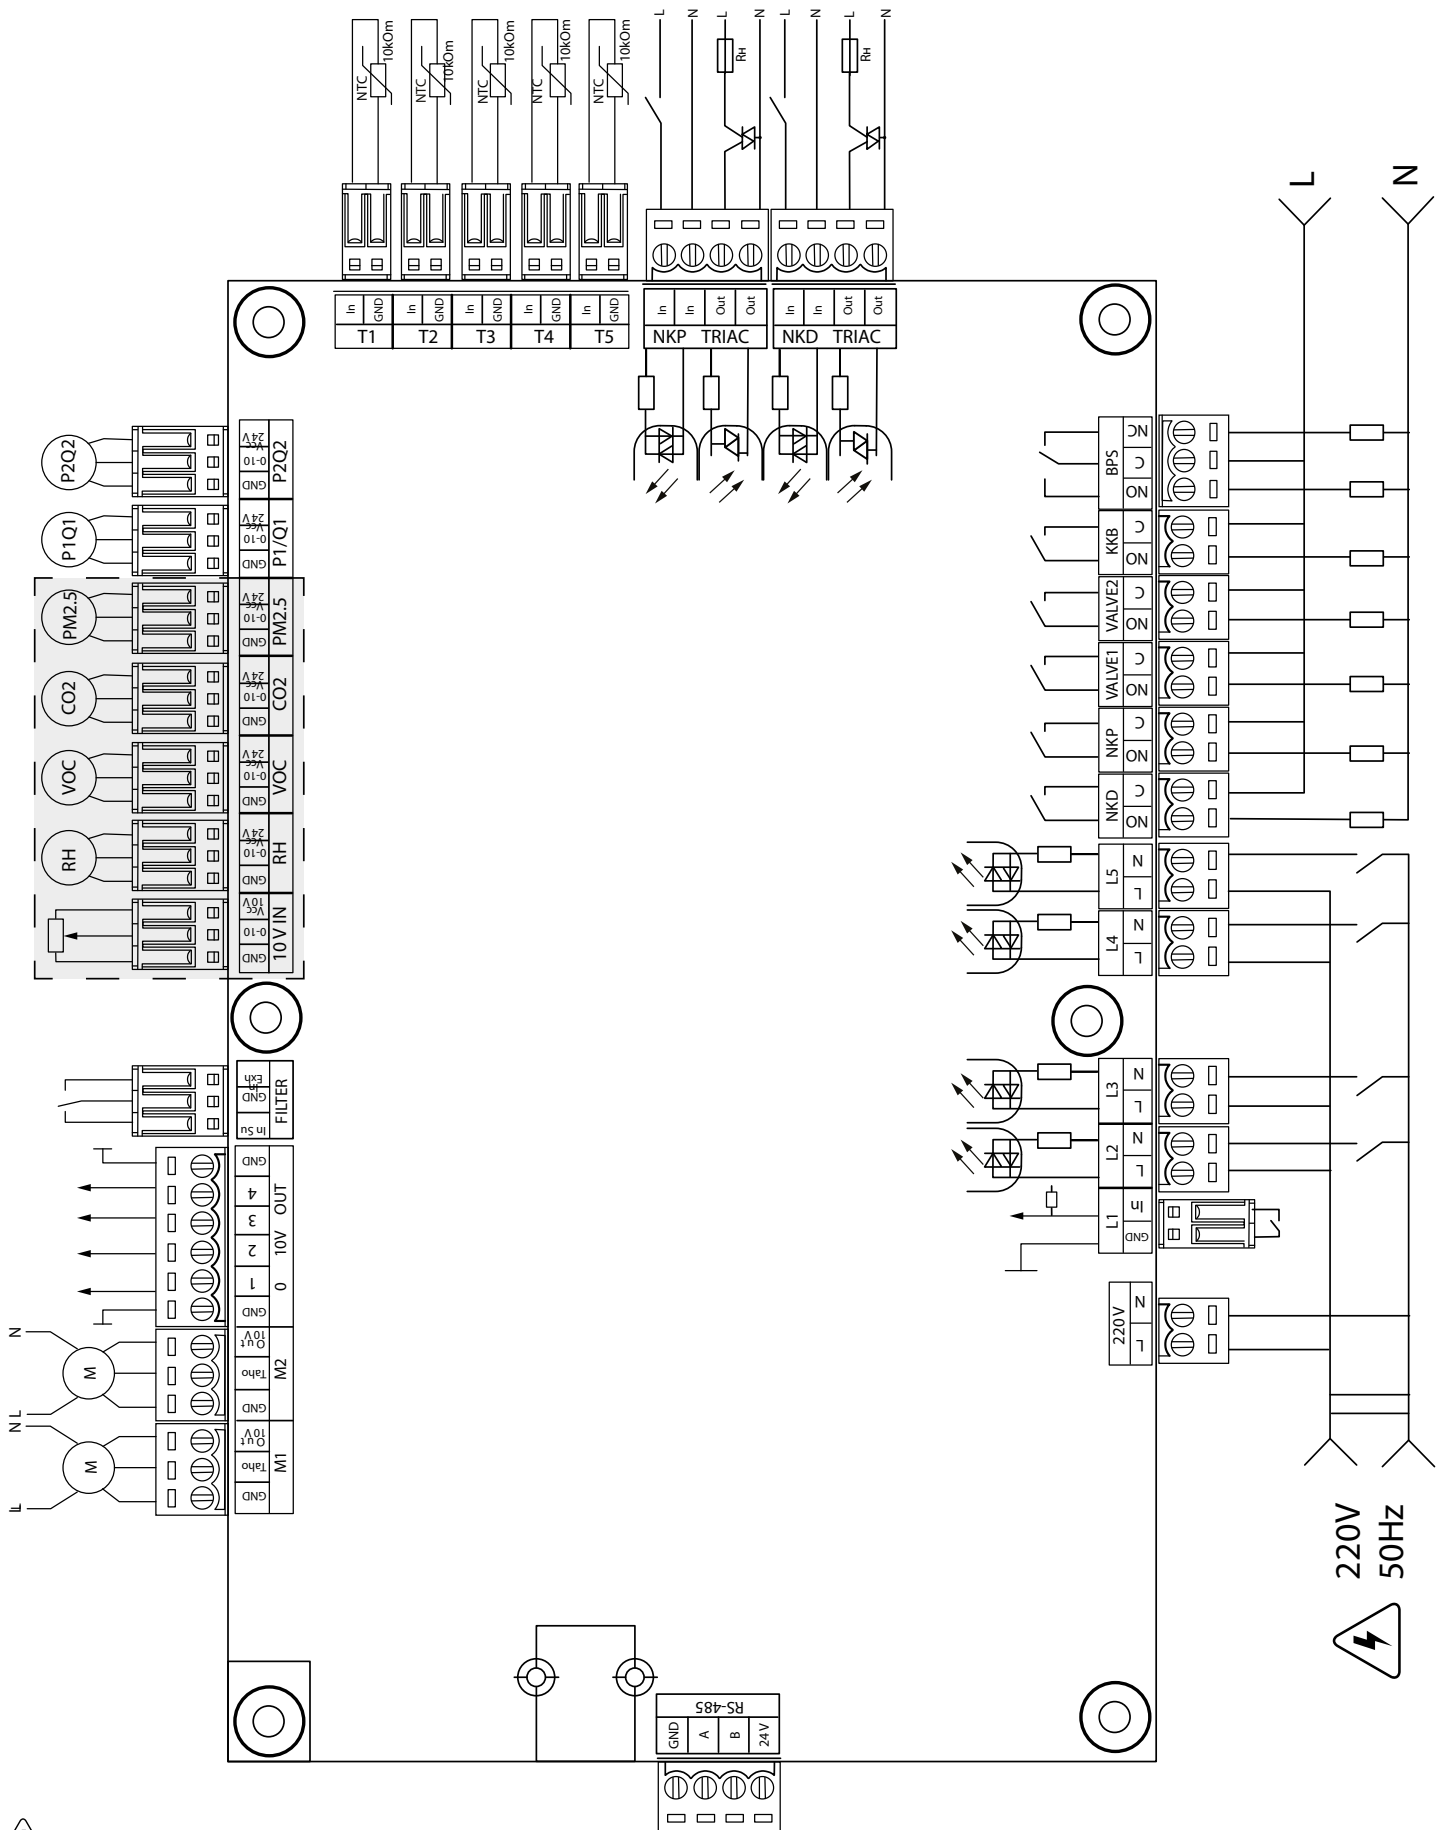 10kOm
10kOm
10kOm
10kOm
10kOm
NTC
NTC
NTC
NTC
NTC
L
N
L
N
L
N
L
N
Rн
Rн
In
GND
In
GND
In
GND
In
GND
In
GND
In
In
Out
Out
In
In
Out
Out
T1
T2
T3
T4
T5
NKP TRIAC
NKD TRIAC
L
N
P2Q2
24V
Vcc
0-10
GND
P2Q2
P1Q1
24V
Vcc
0-10
GND
P1/Q1
PM2.5
24V
Vcc
0-10
GND
PM2.5
CO2
24V
Vcc
0-10
GND
CO2
VOC
24V
Vcc
0-10
GND
VOC
RH
24V
Vcc
0-10
GND
RH
10V
Vcc
0-10
GND
10 V IN
Exh
In
GND
In Su
FILTER
GND
4
3
2
1
GND
0 10V OUT
N
L
M
Out
10V
Taho
GND
M2
N
L
M
Out
10V
Taho
GND
M1
BPS
NC
C
NO
KKB
C
NO
VALVE2
C
NO
VALVE1
C
NO
NKP
C
NO
NKD
C
NO
L5
N
L
L4
N
L
L3
N
L
L2
N
L
L1
In
GND
220V
N
L
220V
50Hz
RS-485
GND
A
B
24V